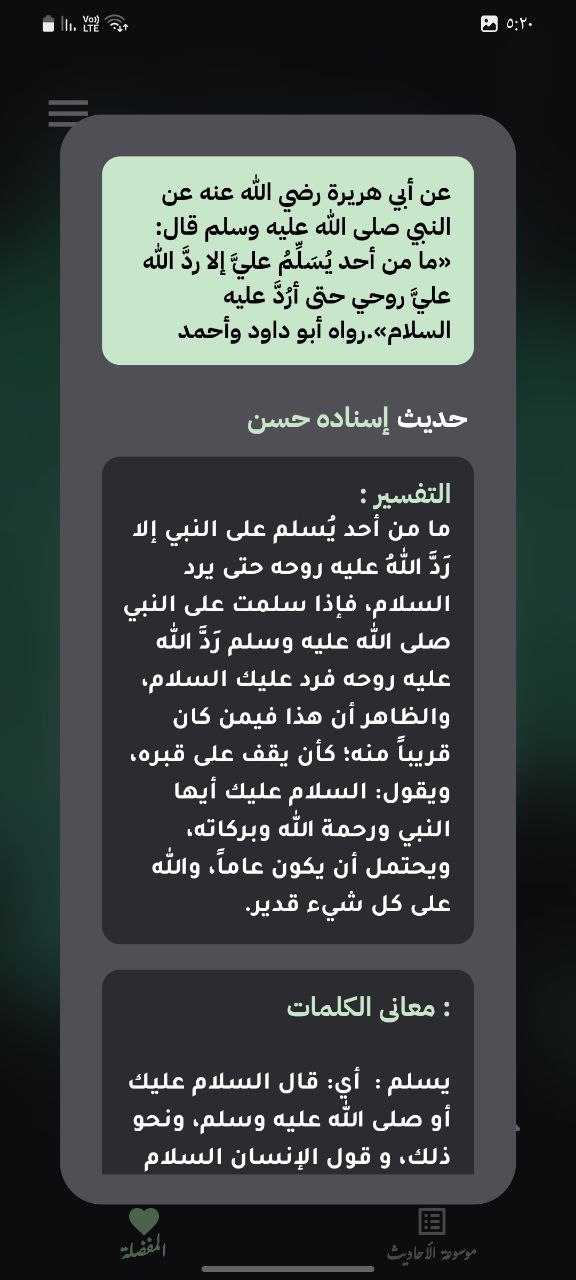 ٥:٢٠
Vo))
LTE
عن أبي هريرة رضي الله عنه عن
النبي صلى الله عليه وسلم قال:
«ما من أحد يُسَلِّمُ عليَّ إلا ردَّ الله
عليَّ روحي حتى أرُدَّ عليه
السلام».رواه أبو داود وأحمد
حديث إسناده حسن
التفسير :
ما من أحد يُسلم على النبي إلا
رَدَّ اللهُ عليه روحه حتى يرد
السلام، فإذا سلمت على النبي
صلى الله عليه وسلم رَدَّ الله
عليه روحه فرد عليك السلام،
والظاهر أن هذا فيمن كان
قريباً منه؛ كأن يقف على قبره،
ويقول: السلام عليك أيها
النبي ورحمة الله وبركاته،
ويحتمل أن يكون عاماً، والله
على كل شيء قدير.
: معاني الكلمات
يسلم : أي: قال السلام عليك
أو صلى الله عليه وسلم، ونحو
ذلك، و قول الإنسان السلام
موسوعة الأحاديث
المفضلة